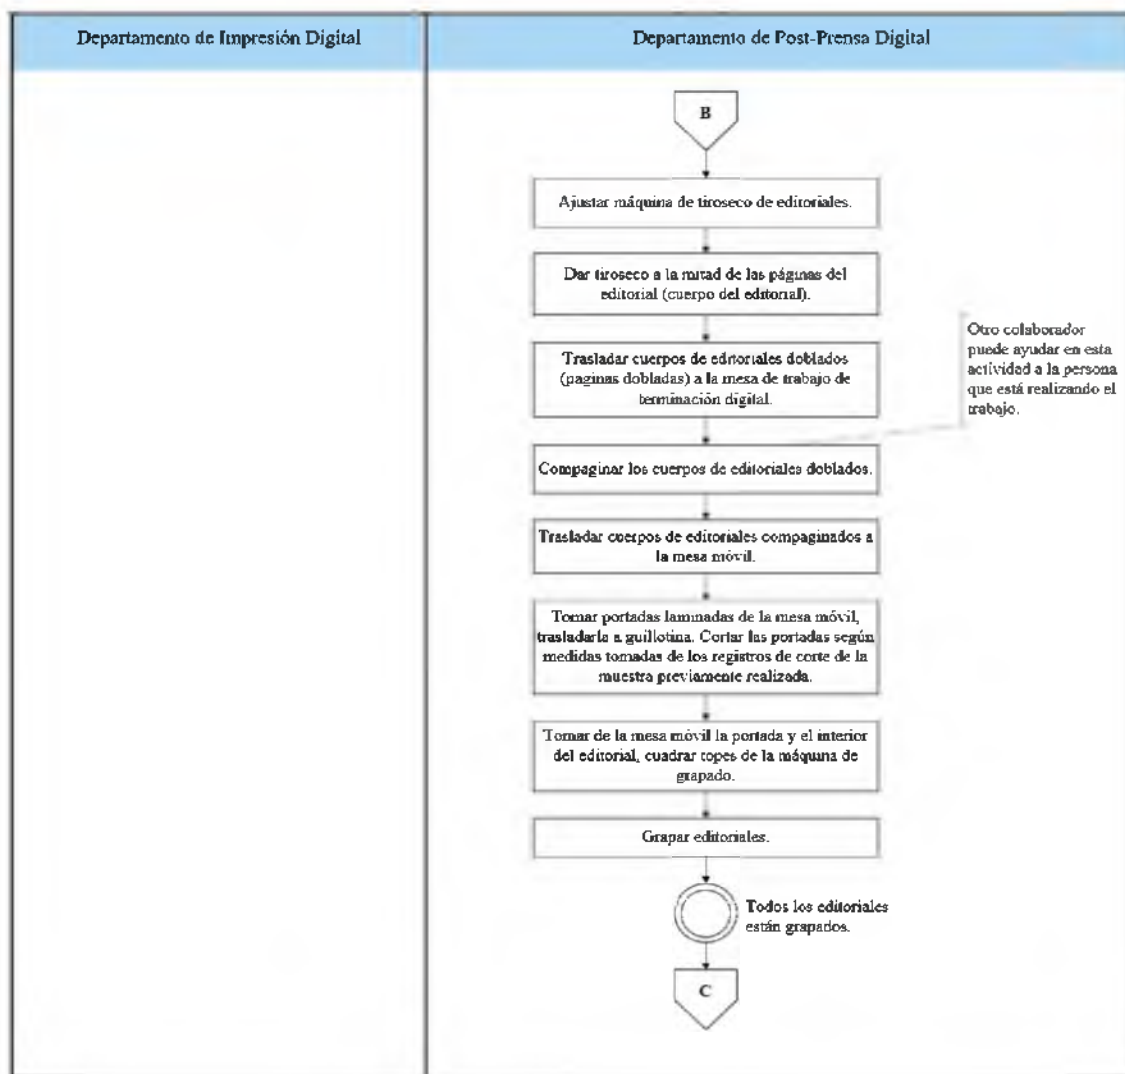 Departamento de Impresión Digital
Departamento de Post-Prensa Digital
B
Ajustar máquina de tiroseco de editoriales.
Dar tiroseco a la mitad de las páginas del
editorial (cuerpo del editorial).
Otro colaborador
puede ayudar en esta
actividad a la persona
que está realizando el
trabajo.
Trasladar cuerpos de editoriales doblados
(paginas dobladas) a la mesa de trabajo de
terminación digital.
Compaginar los cuerpos de editoriales doblados.
Trasladar cuerpos de editoriales compaginados a
la mesa móvil.
Tomar portadas laminadas de la mesa móvil,
trasladarla a guillotina. Cortar las portadas según
medidas tomadas de los registros de corte de la
muestra previamente realizada.
Tomar de la mesa móvil la portada y el interior
del editorial, cuadrar topes de la máquina de
grapado.
Grapar editoriales.
Todos los editoriales
están grapados.
C